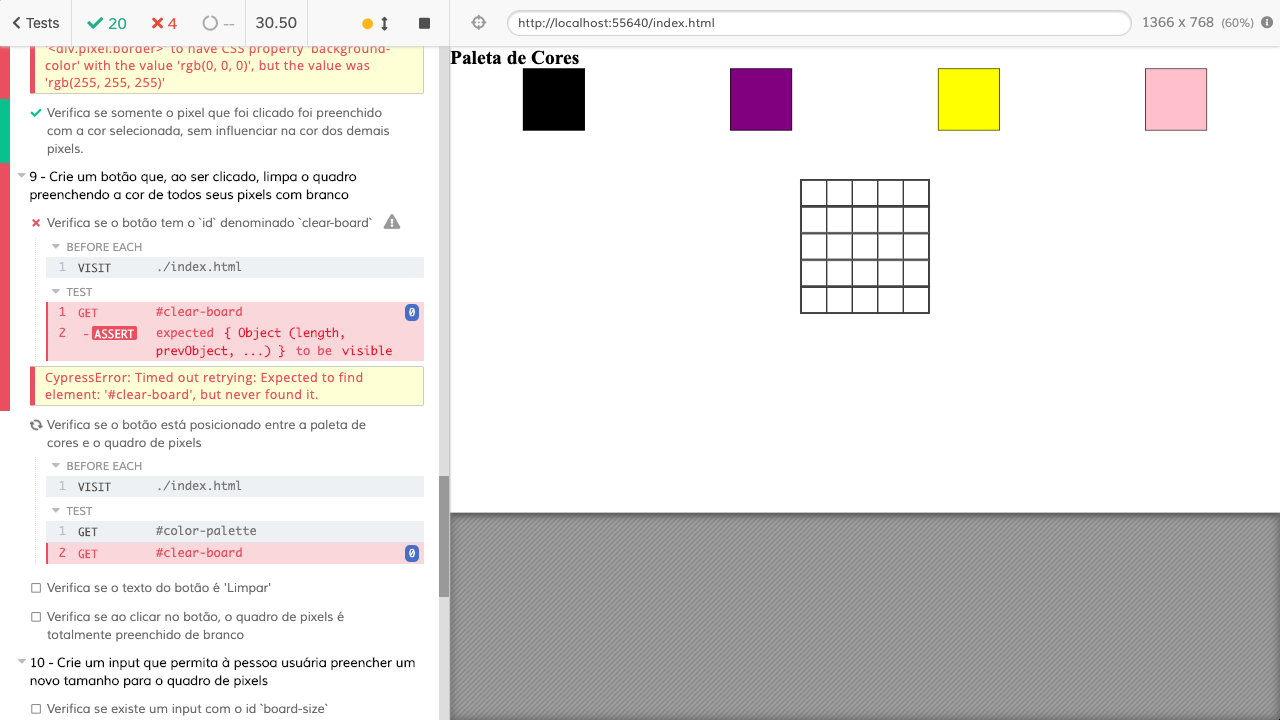 Tests
20
4
--
30.50
http://localhost:55640/index.html
1366 x 768 (60%)
'<div.pixel.border>' to have CSS property 'background-
color' with the value 'rgb(0, 0, 0)', but the value was
'rgb(255, 255, 255)'
Verifica se somente o pixel que foi clicado foi preenchido
com a cor selecionada, sem influenciar na cor dos demais
pixels.
9 - Crie um botão que, ao ser clicado, limpa o quadro
preenchendo a cor de todos seus pixels com branco
Verifica se o botão tem o `id` denominado `clear-board`
BEFORE EACH
1 VISIT ./index.html
TEST
1 GET #clear-board 0
2 - ASSERT expected { Object (length,
prevObject, ...) } to be visible
CypressError: Timed out retrying: Expected to find
element: '#clear-board', but never found it.
Verifica se o botão está posicionado entre a paleta de
cores e o quadro de pixels
BEFORE EACH
1 VISIT ./index.html
TEST
1 GET #color-palette
2 GET #clear-board 0
Verifica se o texto do botão é 'Limpar'
Verifica se ao clicar no botão, o quadro de pixels é
totalmente preenchido de branco
10 - Crie um input que permita à pessoa usuária preencher um
novo tamanho para o quadro de pixels
Verifica se existe um input com o id `board-size`
Paleta de Cores